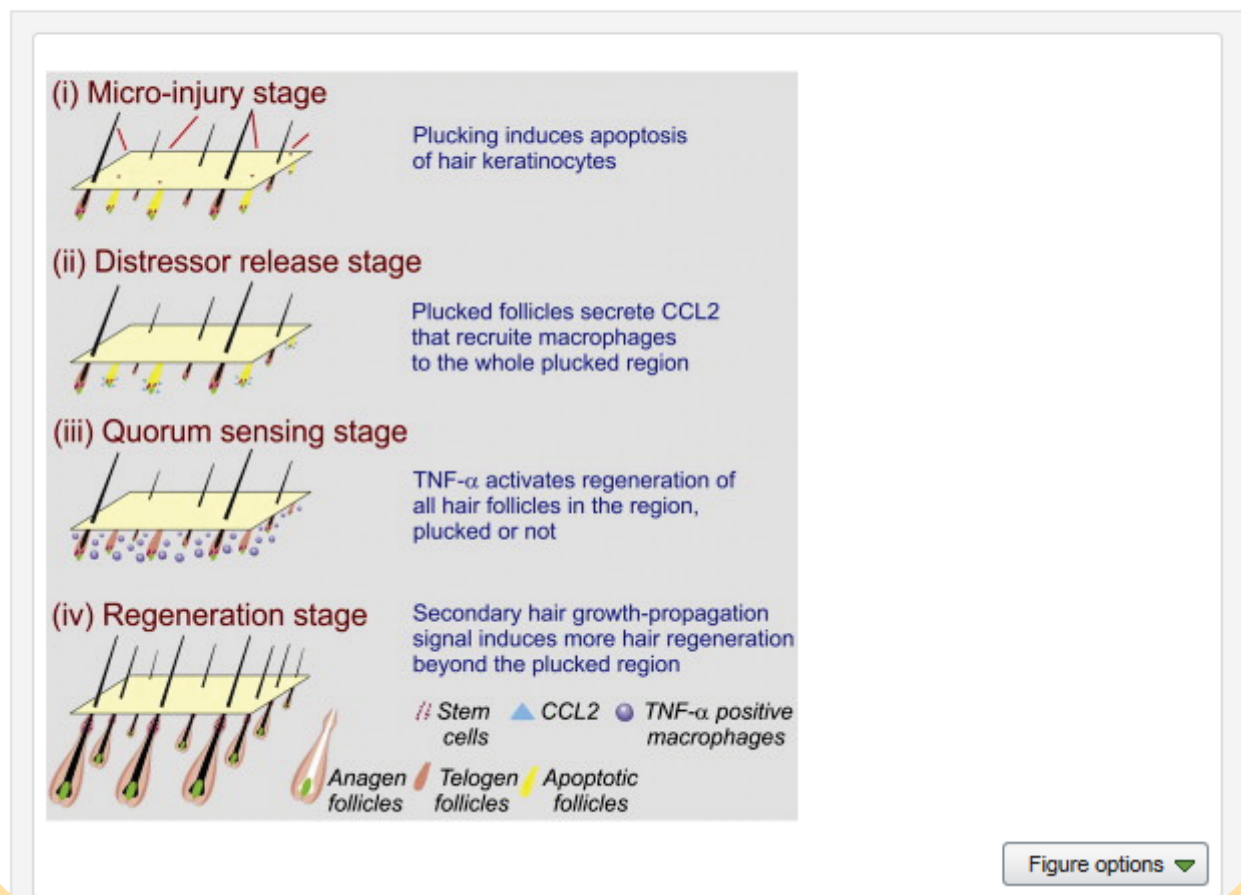 (i) Micro-injury stage
Plucking induces apoptosis
of hair keratinocytes
(ii) Distressor release stage
Plucked follicles secrete CCL2
that recruite macrophages
to the whole plucked region
(iii) Quorum sensing stage
TNF-α activates regeneration of
all hair follicles in the region,
plucked or not
(iv) Regeneration stage
Secondary hair growth-propagation
signal induces more hair regeneration
beyond the plucked region
Stem
cells
CCL2
TNF-α positive
macrophages
Anagen
follicles
Telogen
follicles
Apoptotic
follicles
Figure options